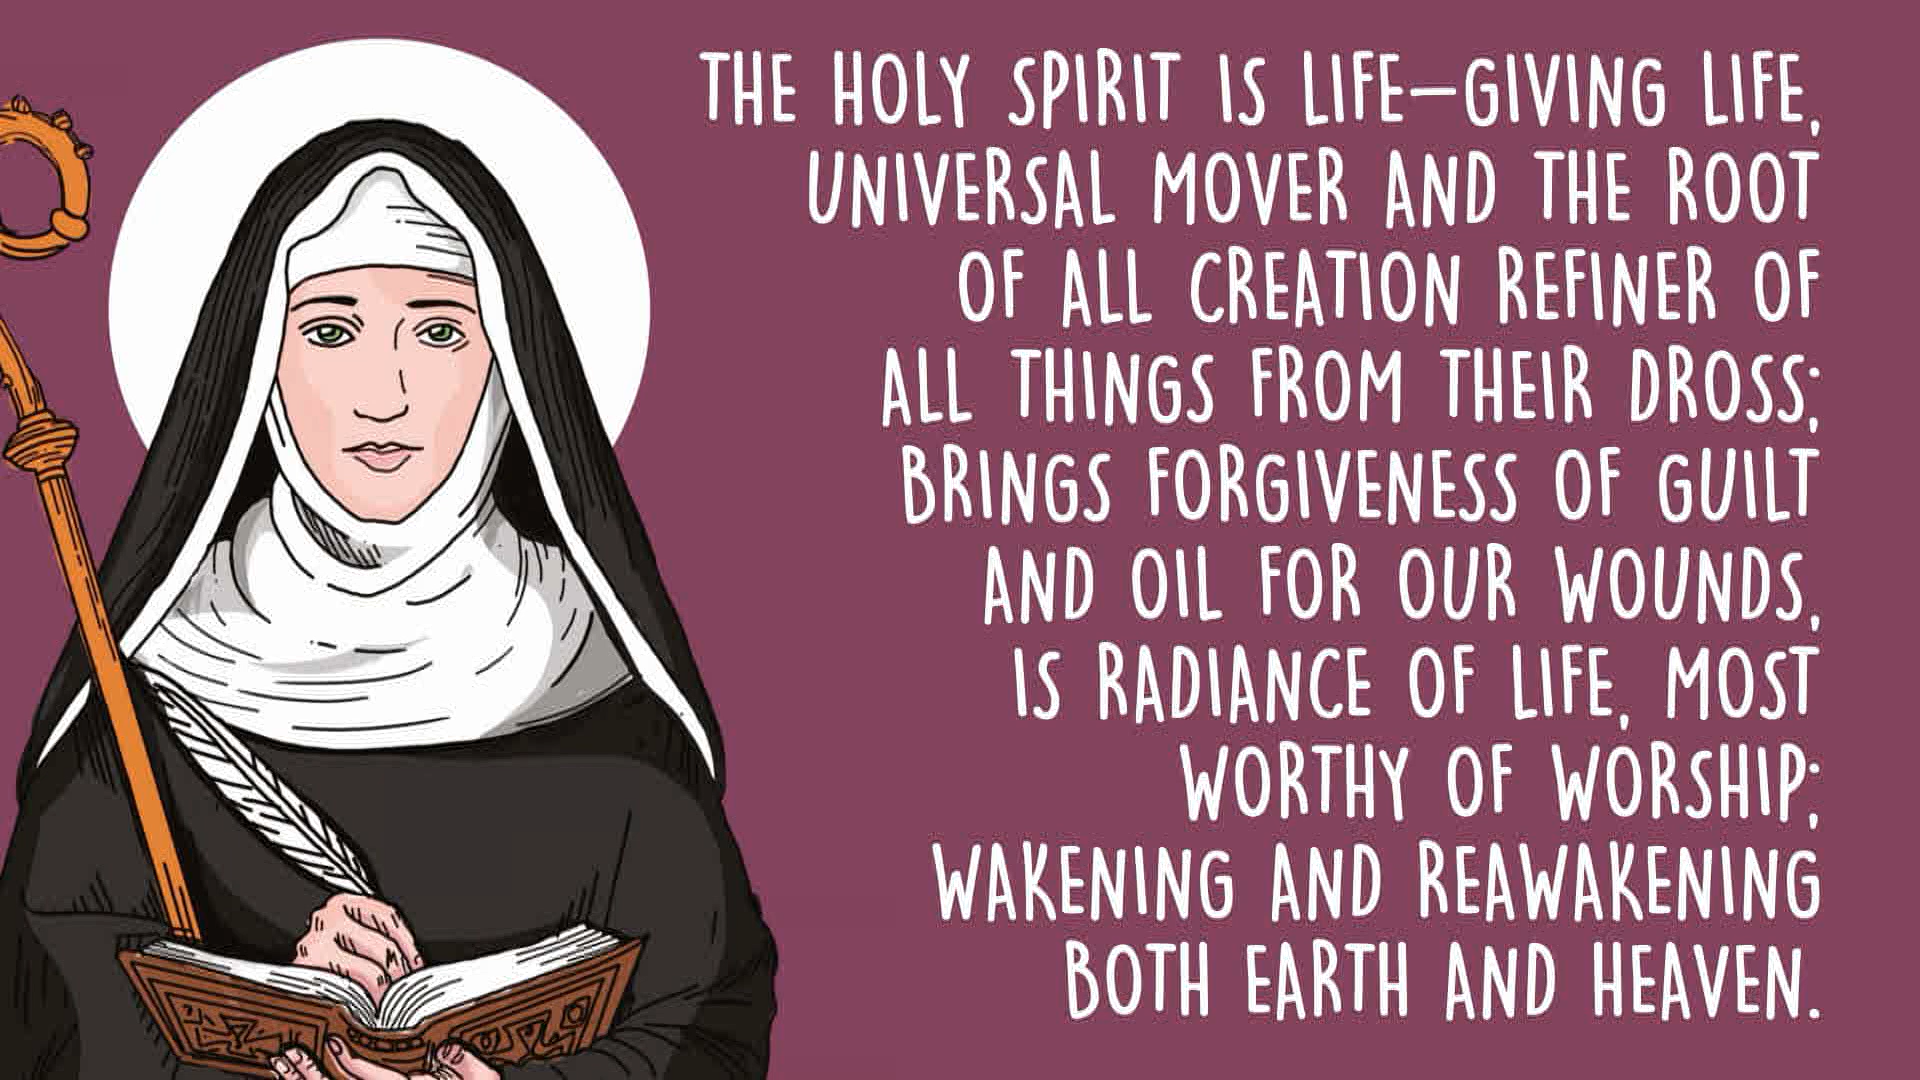 THE HOLY SPIRIT IS LIFE–GIVING LIFE,
UNIVERSAL MOVER AND THE ROOT
OF ALL CREATION REFINER OF
ALL THINGS FROM THEIR DROSS;
BRINGS FORGIVENESS OF GUILT
AND OIL FOR OUR WOUNDS,
IS RADIANCE OF LIFE, MOST
WORTHY OF WORSHIP;
WAKENING AND REAWAKENING
BOTH EARTH AND HEAVEN.